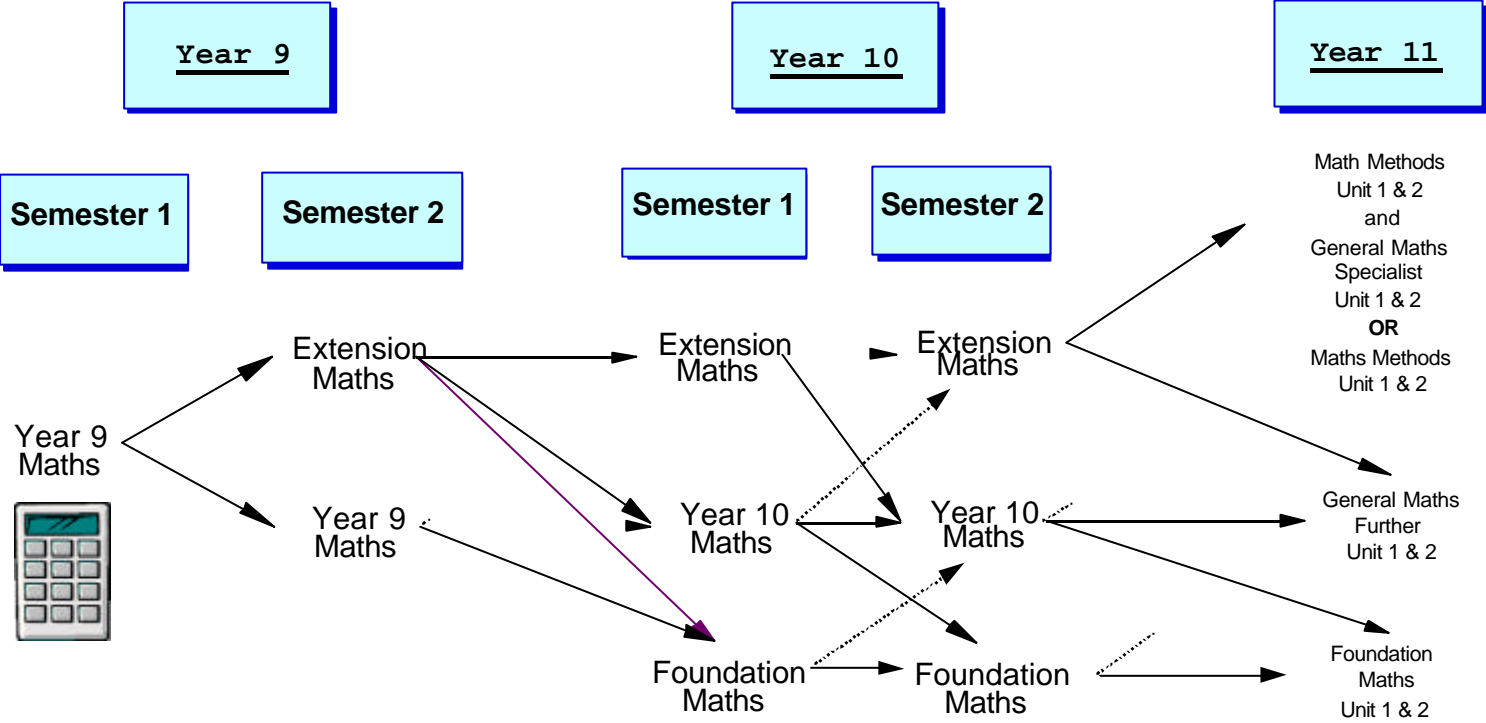 Year 9
Year 10
Year 11
Semester 1
Semester 2
Semester 1
Semester 2
Math Methods
Unit 1 & 2
and
General Maths
Specialist
Unit 1 & 2
OR
Maths Methods
Unit 1 & 2
Extension
Maths
Extension
Maths
Extension
Maths
Year 9
Maths
Year 9
Maths
Year 10
Maths
Year 10
Maths
General Maths
Further
Unit 1 & 2
Foundation
Maths
Foundation
Maths
Foundation
Maths
Unit 1 & 2